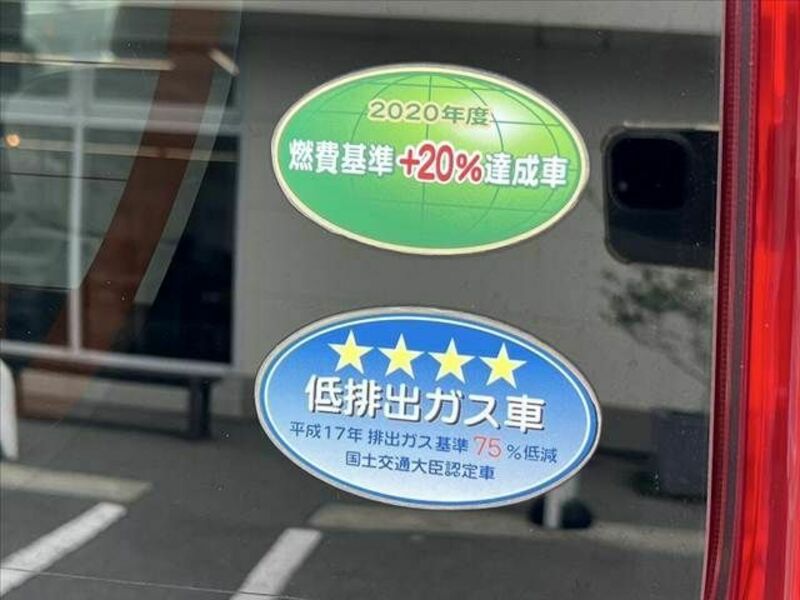 2020年度
燃費基準+20%達成車
低排出ガス車
平成17年 排出ガス基準 75%低減
国土交通大臣認定車